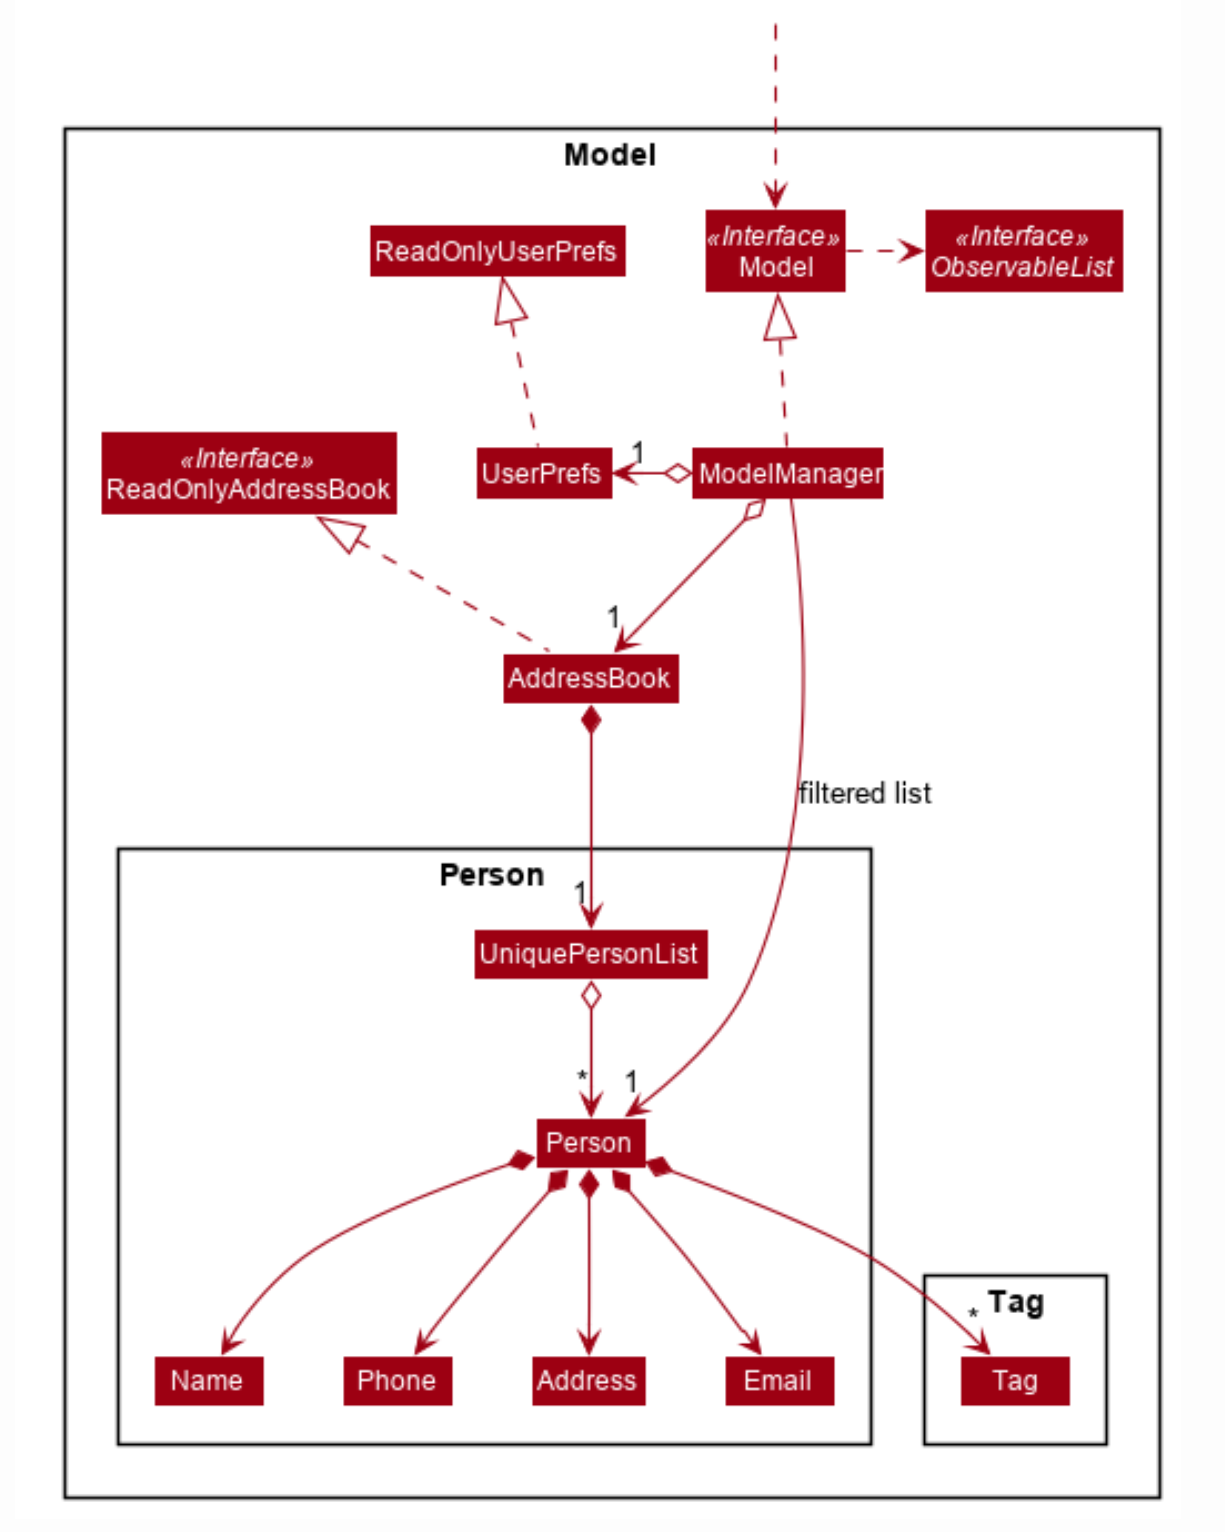 Model
«Interface»
Model
«Interface»
ObservableList
ReadOnlyUserPrefs
«Interface»
ReadOnlyAddressBook
UserPrefs
1
ModelManager
1
AddressBook
filtered list
Person
1
UniquePersonList
*
1
Person
Tag
*
Name
Phone
Address
Email
Tag